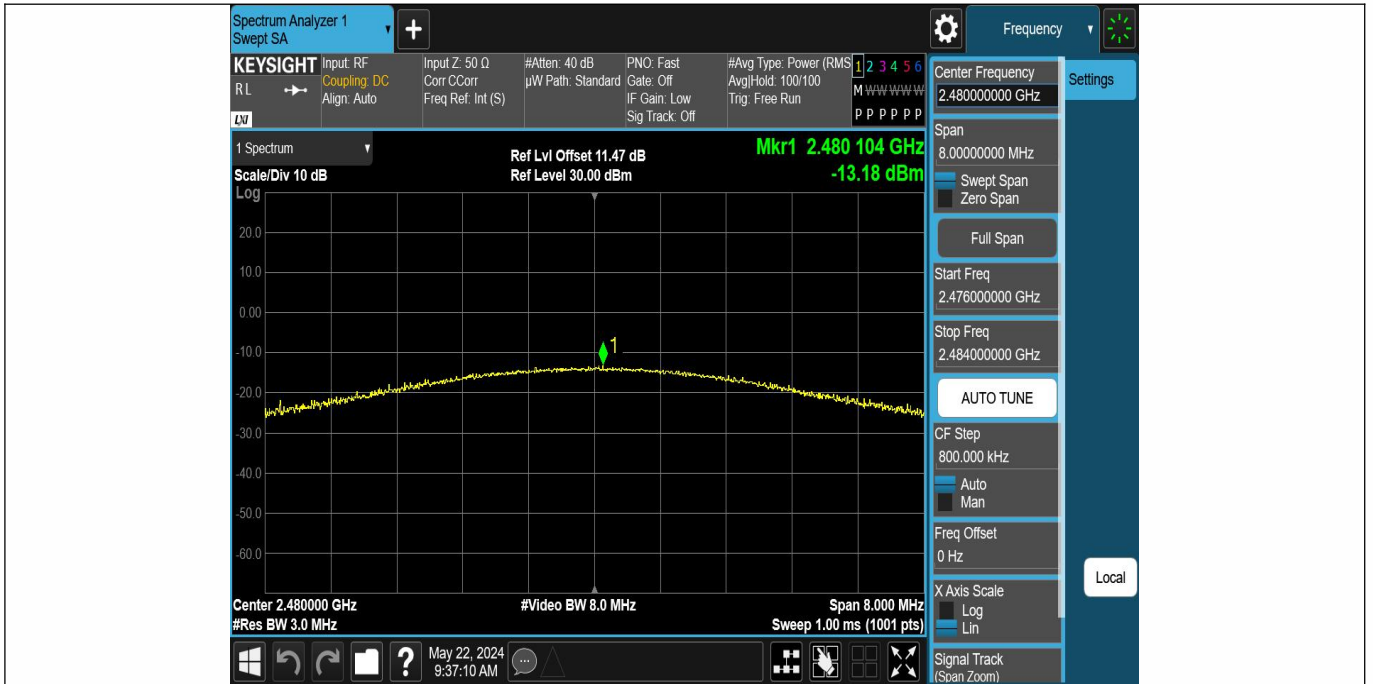 Spectrum Analyzer 1
Swept SA
Frequency
KEYSIGHT
RL
LXI
Input: RF
Coupling: DC
Align: Auto
Input Z: 50 Ω
Corr CCorr
Freq Ref: Int (S)
#Atten: 40 dB
µW Path: Standard
PNO: Fast
Gate: Off
IF Gain: Low
Sig Track: Off
#Avg Type: Power (RMS
Avg|Hold: 100/100
Trig: Free Run
1 2 3 4 5 6
M W W W W W
P P P P P P
Center Frequency
2.480000000 GHz
Settings
Span
8.00000000 MHz
Swept Span
Zero Span
Full Span
Start Freq
2.476000000 GHz
Stop Freq
2.484000000 GHz
AUTO TUNE
CF Step
800.000 kHz
Auto
Man
Freq Offset
0 Hz
X Axis Scale
Log
Lin
Local
Signal Track
(Span Zoom)
1 Spectrum
Scale/Div 10 dB
Log
Ref Lvl Offset 11.47 dB
Ref Level 30.00 dBm
Mkr1 2.480 104 GHz
-13.18 dBm
20.0
10.0
0.00
-10.0
1
-20.0
-30.0
-40.0
-50.0
-60.0
Center 2.480000 GHz
#Res BW 3.0 MHz
#Video BW 8.0 MHz
Span 8.000 MHz
Sweep 1.00 ms (1001 pts)
?
May 22, 2024
9:37:10 AM